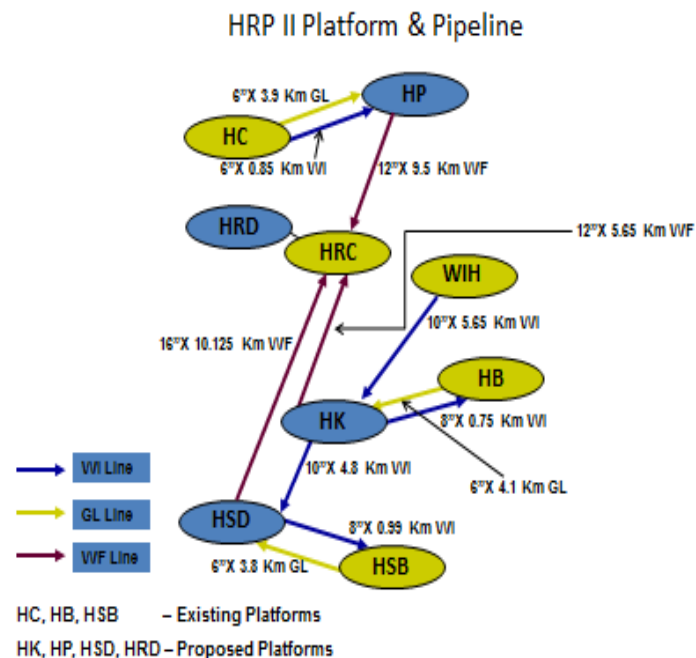 HRP II Platform & Pipeline
6"X 3.9 Km GL
HP
HC
6"X 0.85 Km WI
12"X 9.5 Km WF
HRD
HRC
12"X 5.65 Km WF
WIH
10"X 5.65 Km WI
16"X 10.125 Km WF
HB
HK
8"X 0.75 Km WI
10"X 4.8 Km WI
6"X 4.1 Km GL
WI Line
GL Line
WF Line
HSD
8"X 0.99 Km WI
6"X 3.8 Km GL
HSB
HC, HB, HSB – Existing Platforms
HK, HP, HSD, HRD – Proposed Platforms